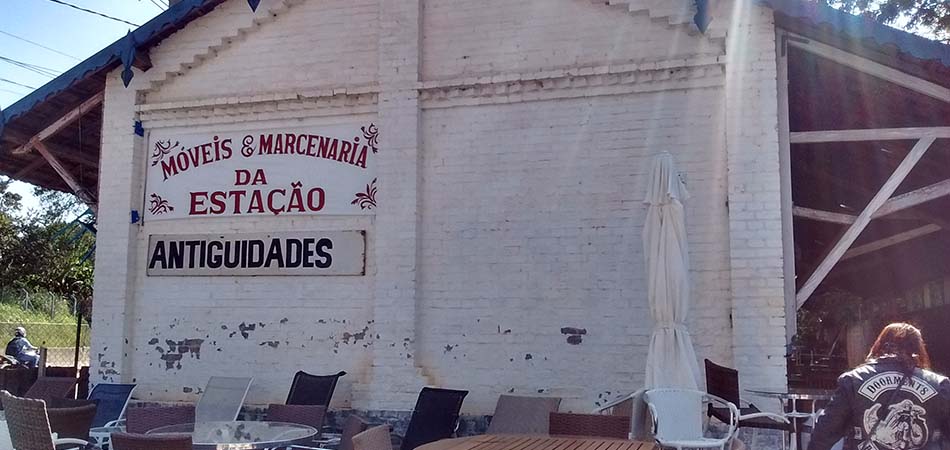 MÓVEIS & MARCENARIA
DA
ESTAÇÃO
ANTIGUIDADES
DOORMENTS